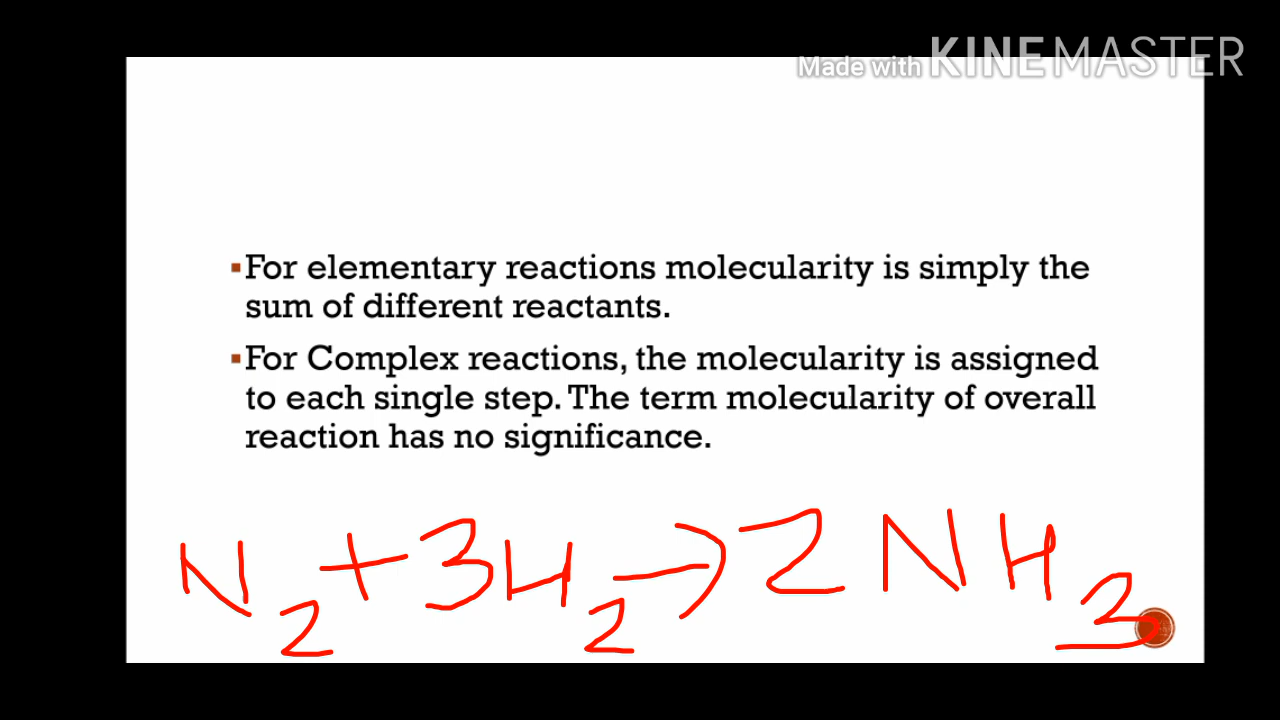 Made with KINEMASTER
▪For elementary reactions molecularity is simply the
sum of different reactants.
▪For Complex reactions, the molecularity is assigned
to each single step. The term molecularity of overall
reaction has no significance.
N2+3H2→2NH3